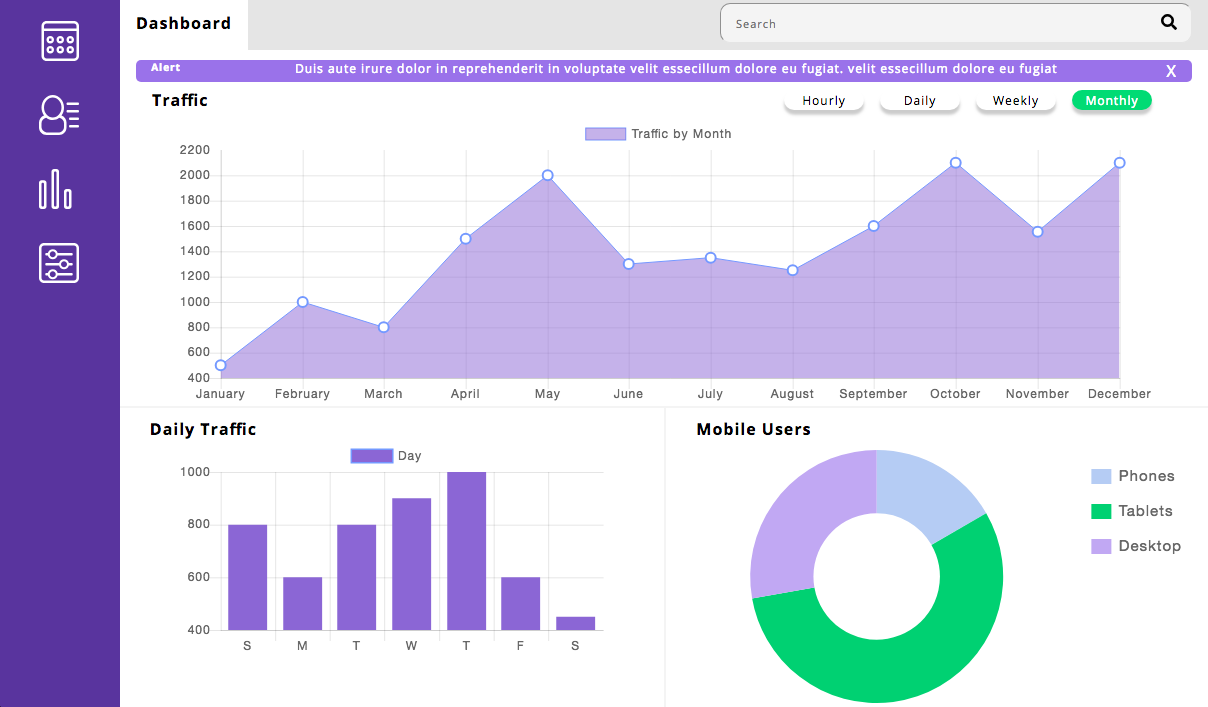 Dashboard
Search
Alert
Duis aute irure dolor in reprehenderit in voluptate velit essecillum dolore eu fugiat. velit essecillum dolore eu fugiat
X
Traffic
Hourly
Daily
Weekly
Monthly
Traffic by Month
2200
2000
1800
1600
1400
1200
1000
800
600
400
January February March April May June July August September October November December
Daily Traffic
Day
1000
800
600
400
S M T W T F S
Mobile Users
Phones
Tablets
Desktop